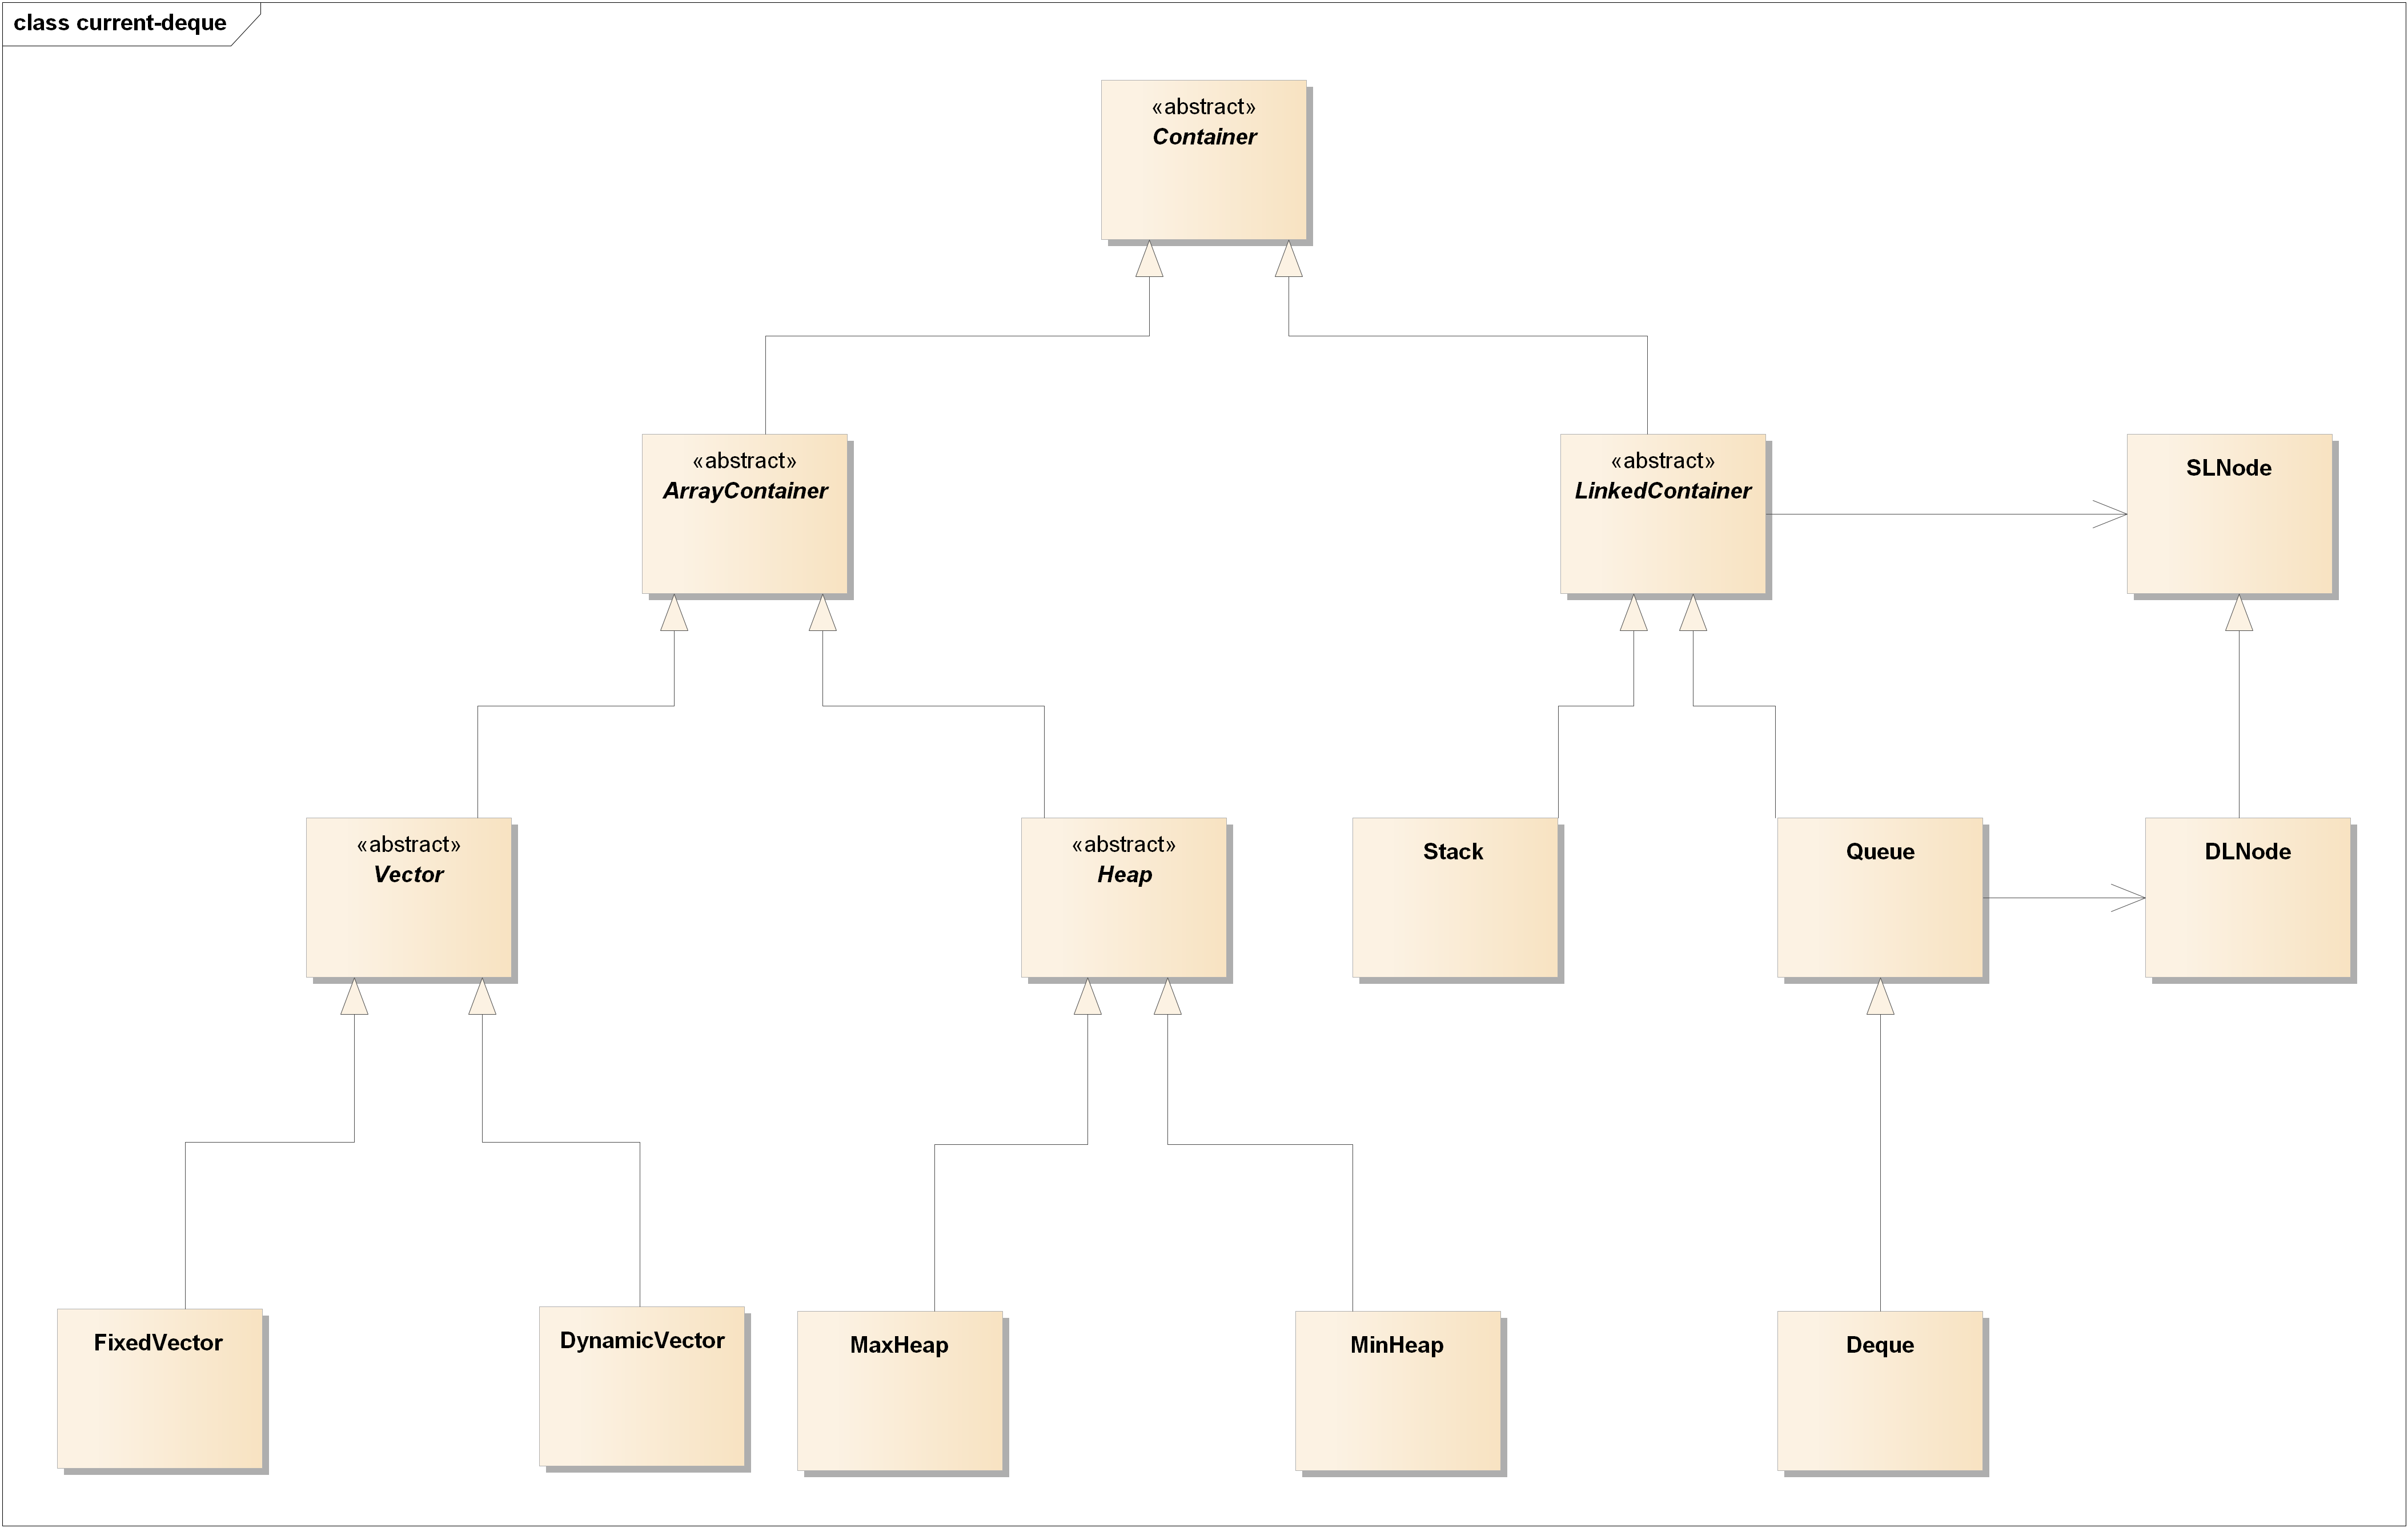 class current-deque
«abstract»
Container
«abstract»
ArrayContainer
«abstract»
LinkedContainer
SLNode
«abstract»
Vector
«abstract»
Heap
Stack
Queue
DLNode
FixedVector
DynamicVector
MaxHeap
MinHeap
Deque